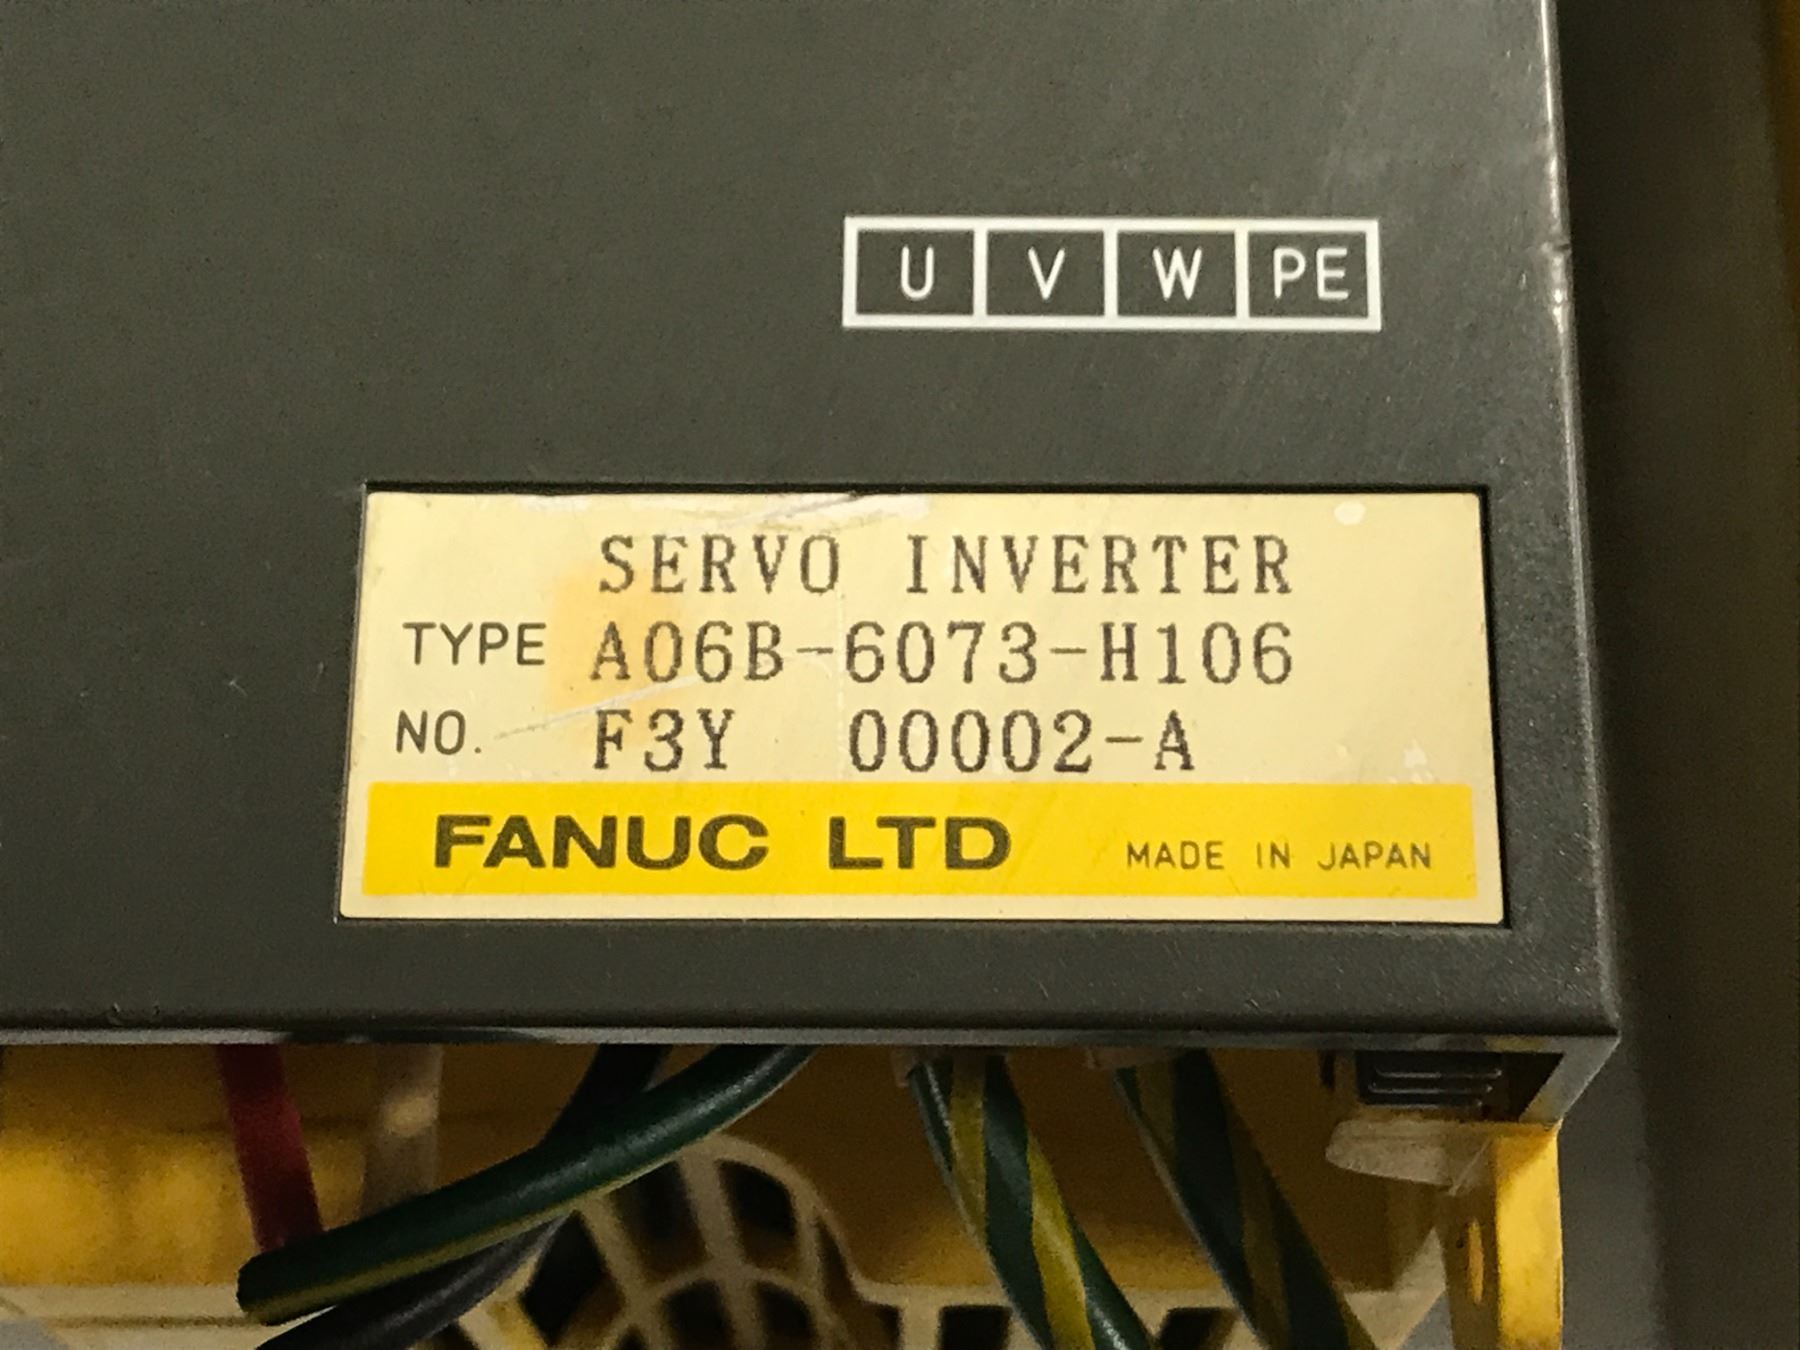 U V W PE
SERVO INVERTER
TYPE A06B-6073-H106
NO. F3Y 00002-A
FANUC LTD MADE IN JAPAN